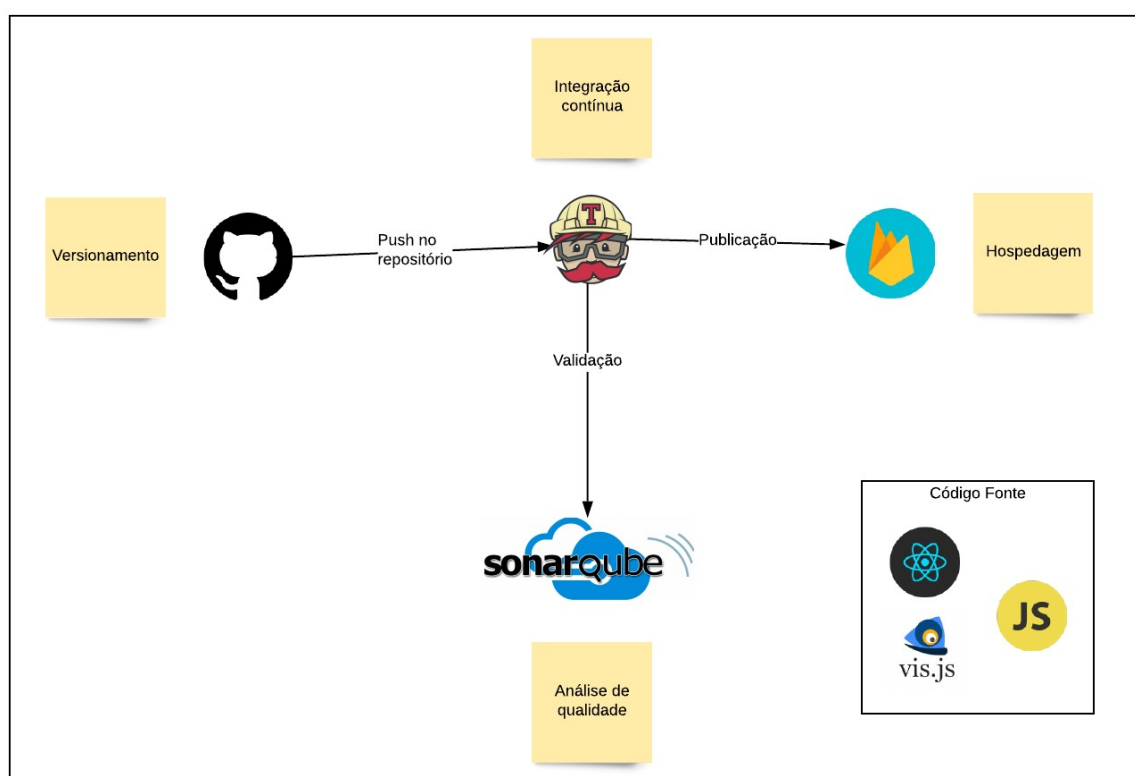 Integração
contínua
T
Versionamento
Push no
repositório
Publicação
Hospedagem
Validação
sonarqube
Código Fonte
JS
vis.js
Análise de
qualidade